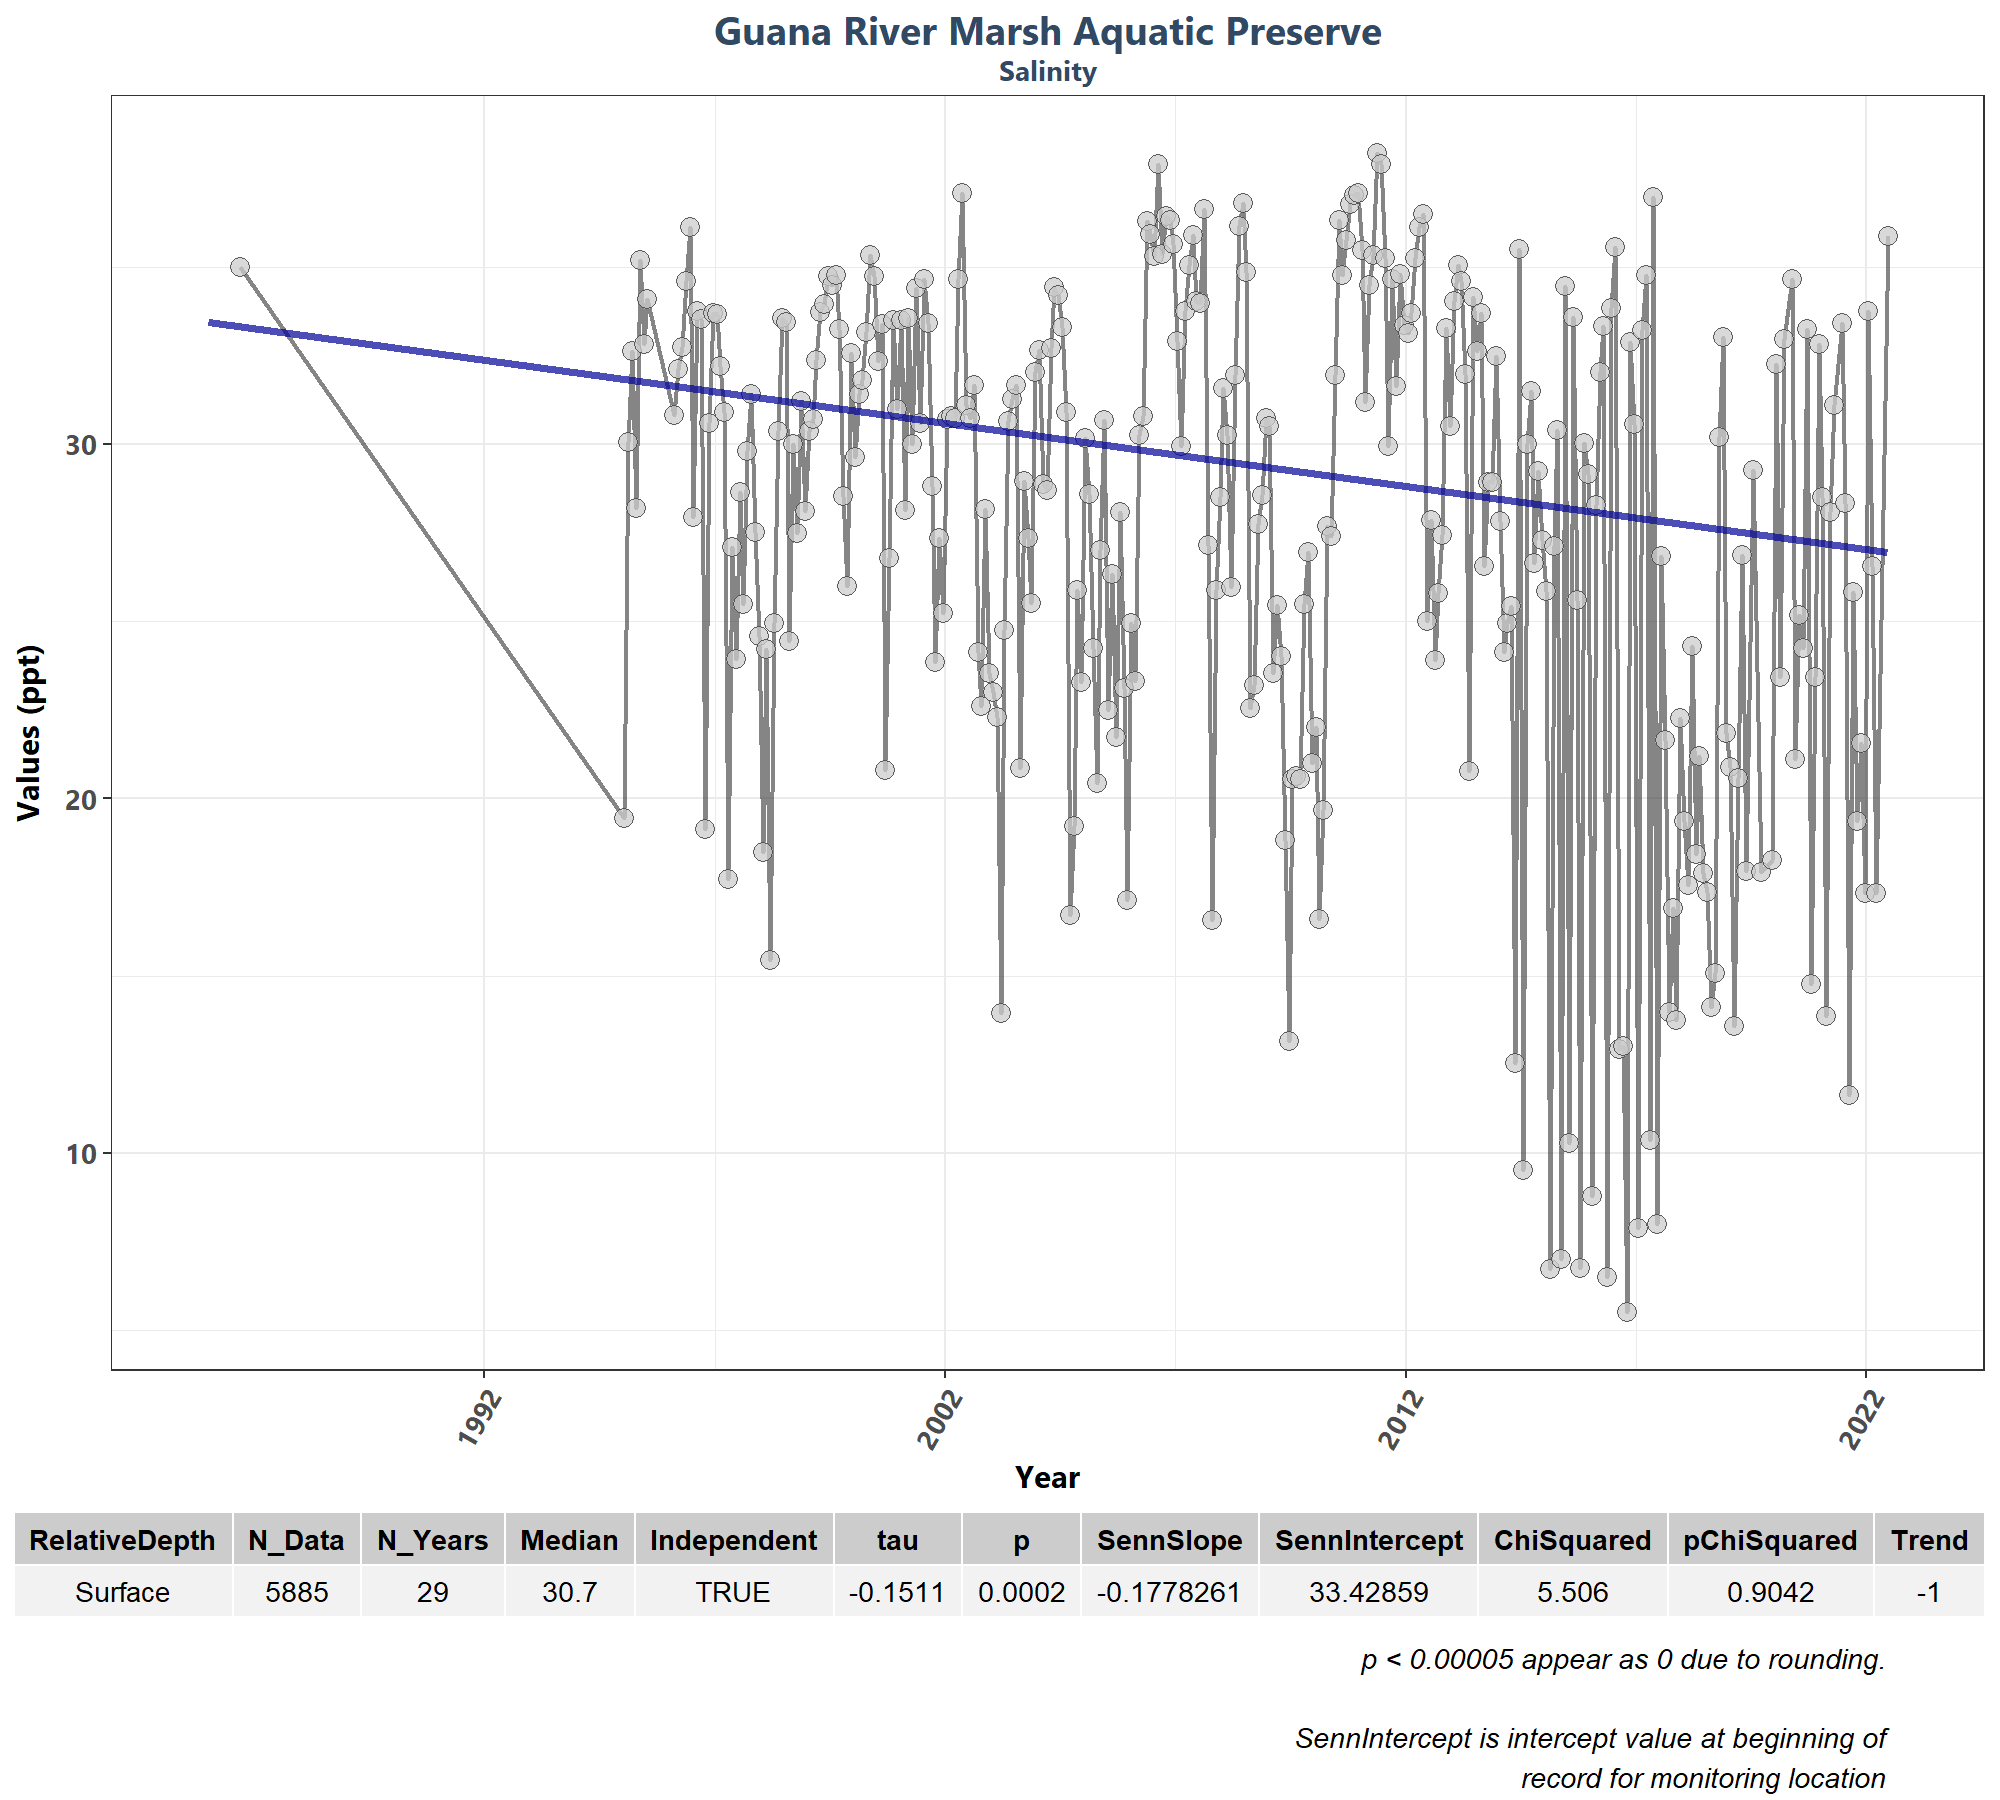 Guana River Marsh Aquatic Preserve
Salinity
Values (ppt)
30
20
10
1992
2002
2012
2022
Year
RelativeDepth N_Data N_Years Median Independent tau p SennSlope SennIntercept ChiSquared pChiSquared Trend
Surface 5885 29 30.7 TRUE -0.1511 0.0002 -0.1778261 33.42859 5.506 0.9042 -1
p < 0.00005 appear as 0 due to rounding.
SennIntercept is intercept value at beginning of
record for monitoring location